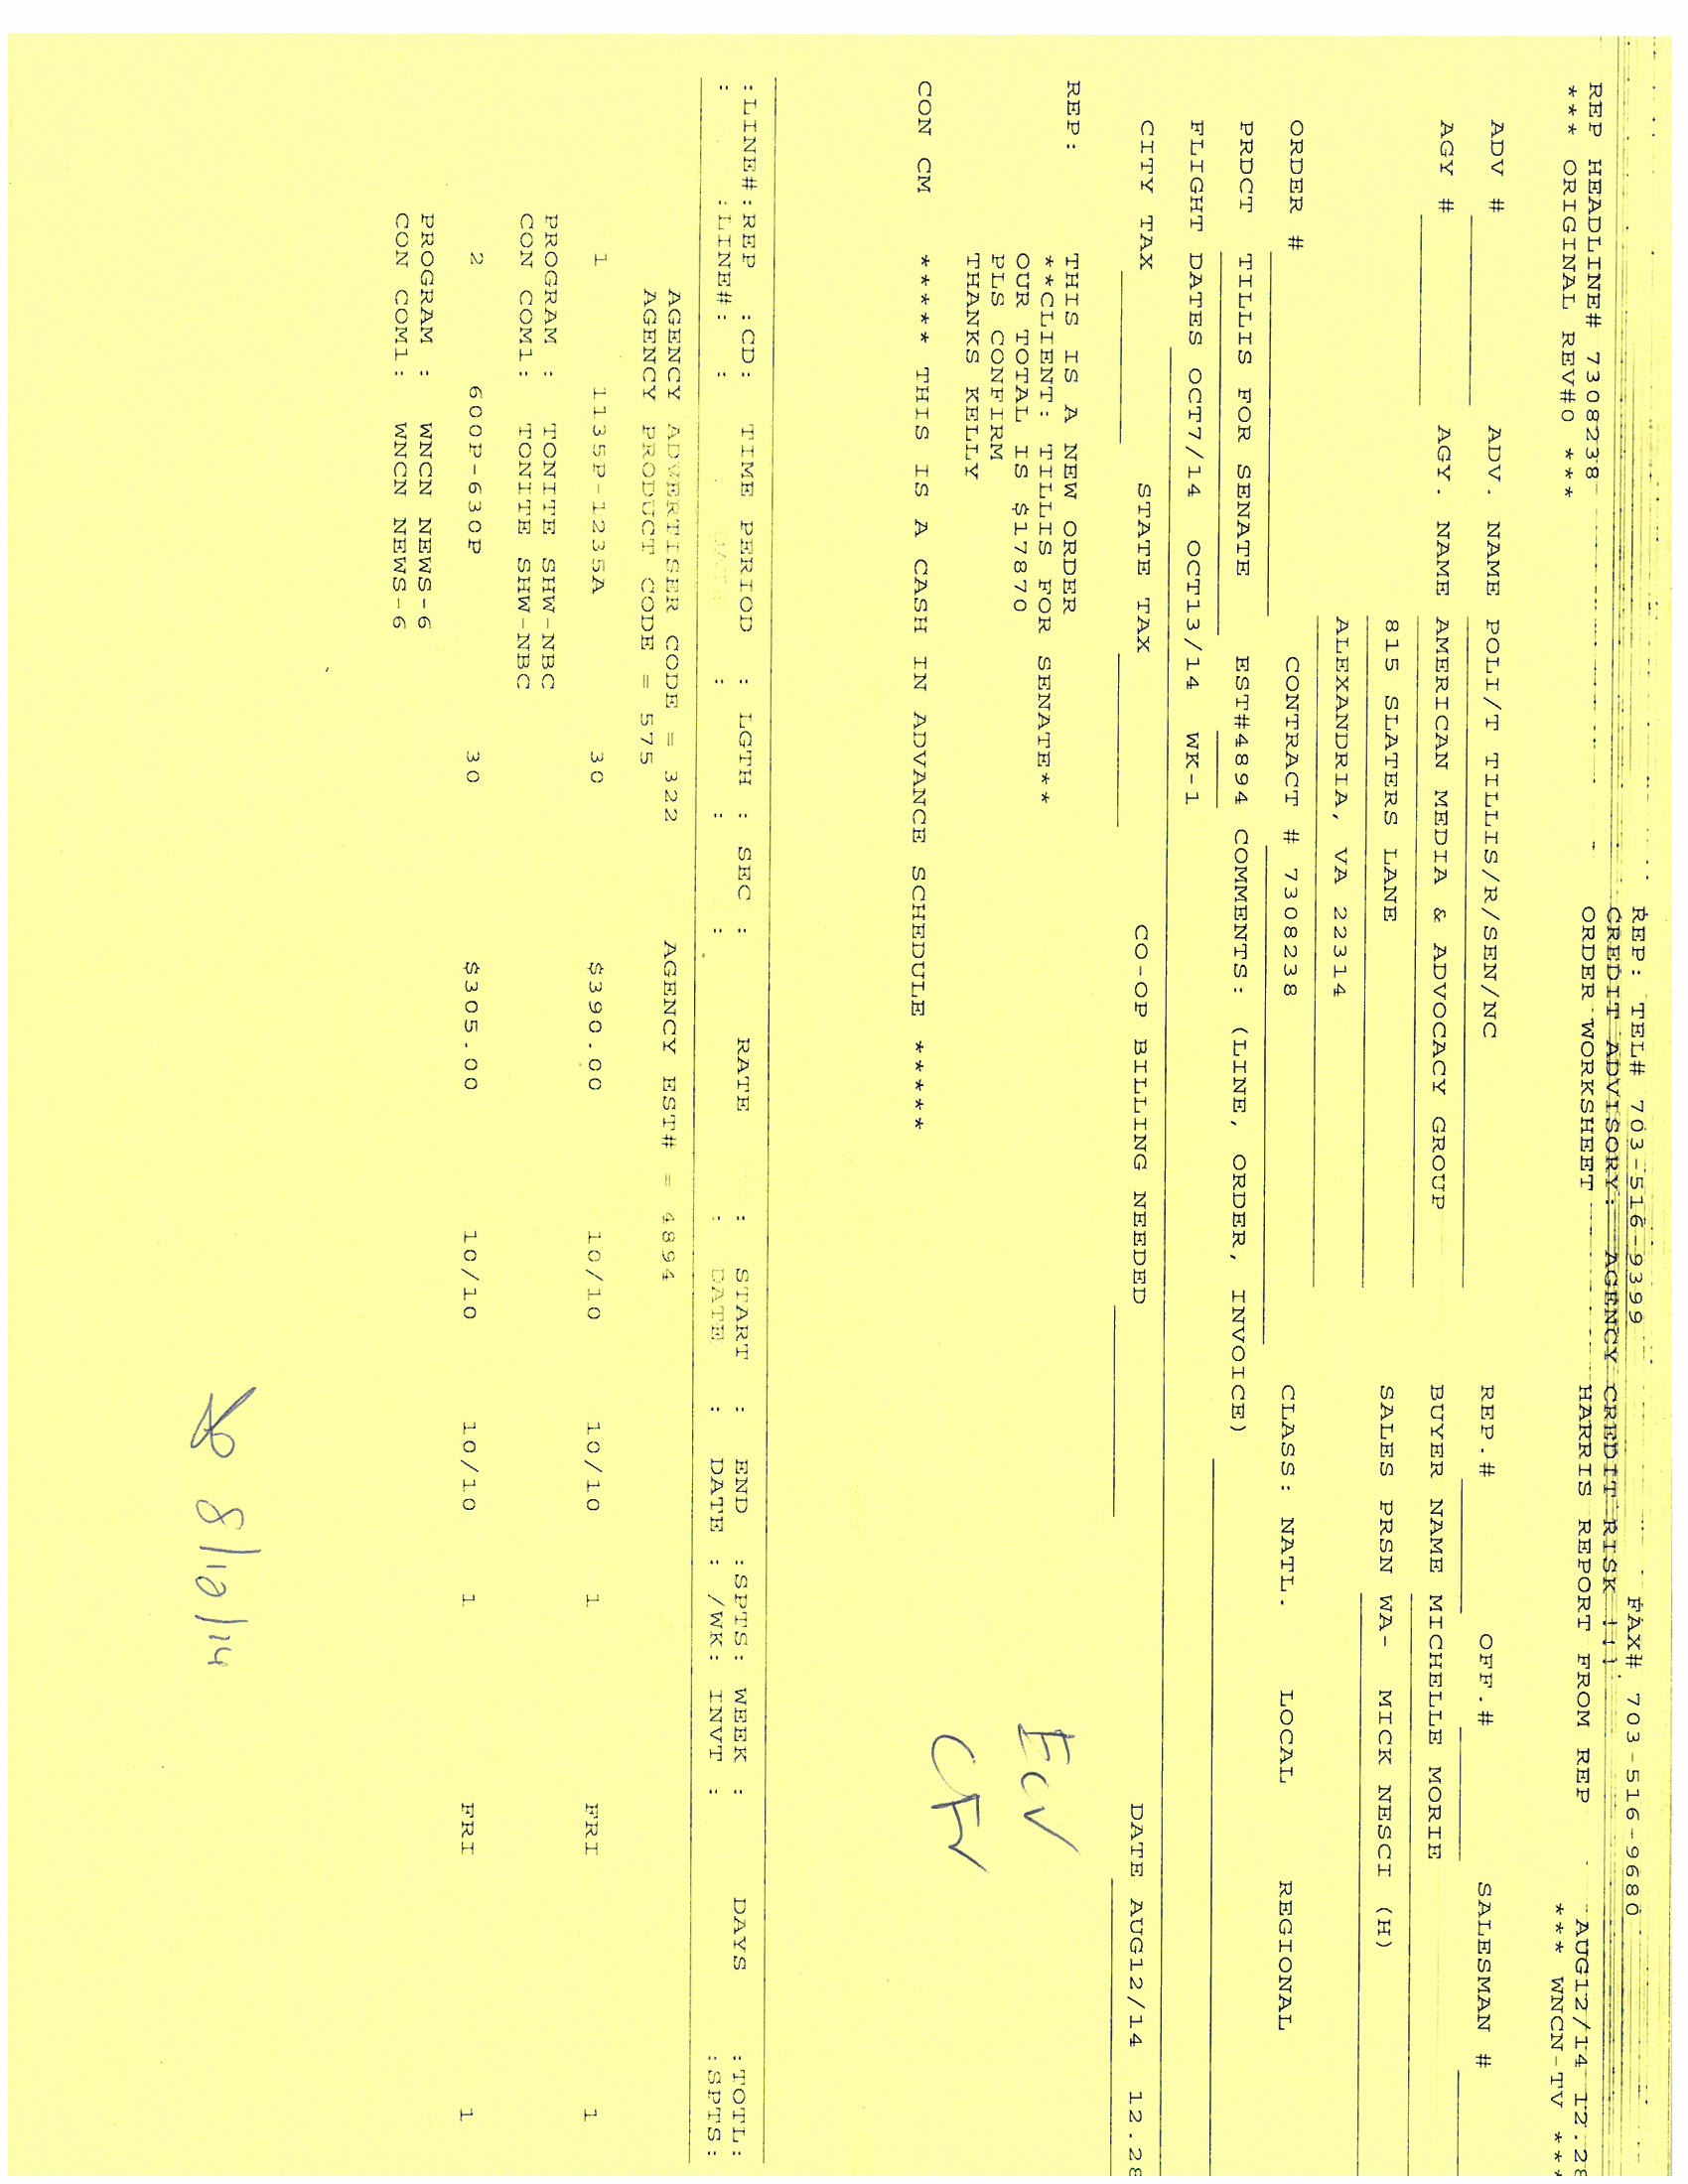 REP: TEL# 703-516-9399 FAX# 703-516-9680
CREDIT ADVISORY: AGENCY CREDIT RISK !!!
REP HEADLINE# 7308238 ORDER WORKSHEET HARRIS REPORT FROM REP AUG12/14 12.28
*** ORIGINAL REV#0 *** *** WNCN-TV ***
ADV # ADV. NAME POLI/T TILLIS/R/SEN/NC REP.# OFF.# SALESMAN #
AGY # AGY. NAME AMERICAN MEDIA & ADVOCACY GROUP BUYER NAME MICHELLE MORIE
815 SLATERS LANE SALES PRSN WA- MICK NESCI (H)
ALEXANDRIA, VA 22314
ORDER # CONTRACT # 7308238 CLASS: NATL. LOCAL REGIONAL
PRDCT TILLIS FOR SENATE EST#4894 COMMENTS: (LINE, ORDER, INVOICE)
FLIGHT DATES OCT7/14 OCT13/14 WK-1
CITY TAX STATE TAX CO-OP BILLING NEEDED DATE AUG12/14 12.28
REP: THIS IS A NEW ORDER
**CLIENT: TILLIS FOR SENATE**
OUR TOTAL IS $17870
PLS CONFIRM
THANKS KELLY
ECV
CON CM ***** THIS IS A CASH IN ADVANCE SCHEDULE *****
:LINE#:REP :CD: TIME PERIOD : LGTH : SEC : RATE : START : END :SPTS: WEEK : DAYS :TOTL:
: :LINE#: : : : : : DATE : DATE : /WK: INVT : :SPTS:
AGENCY ADVERTISER CODE = 322 AGENCY EST# = 4894
AGENCY PRODUCT CODE = 575
1 1135P-1235A 30 $390.00 10/10 10/10 1 FRI 1
PROGRAM : TONITE SHW-NBC
CON COM1: TONITE SHW-NBC
2 600P-630P 30 $305.00 10/10 10/10 1 FRI 1
PROGRAM : WNCN NEWS-6
CON COM1: WNCN NEWS-6
8/12/14